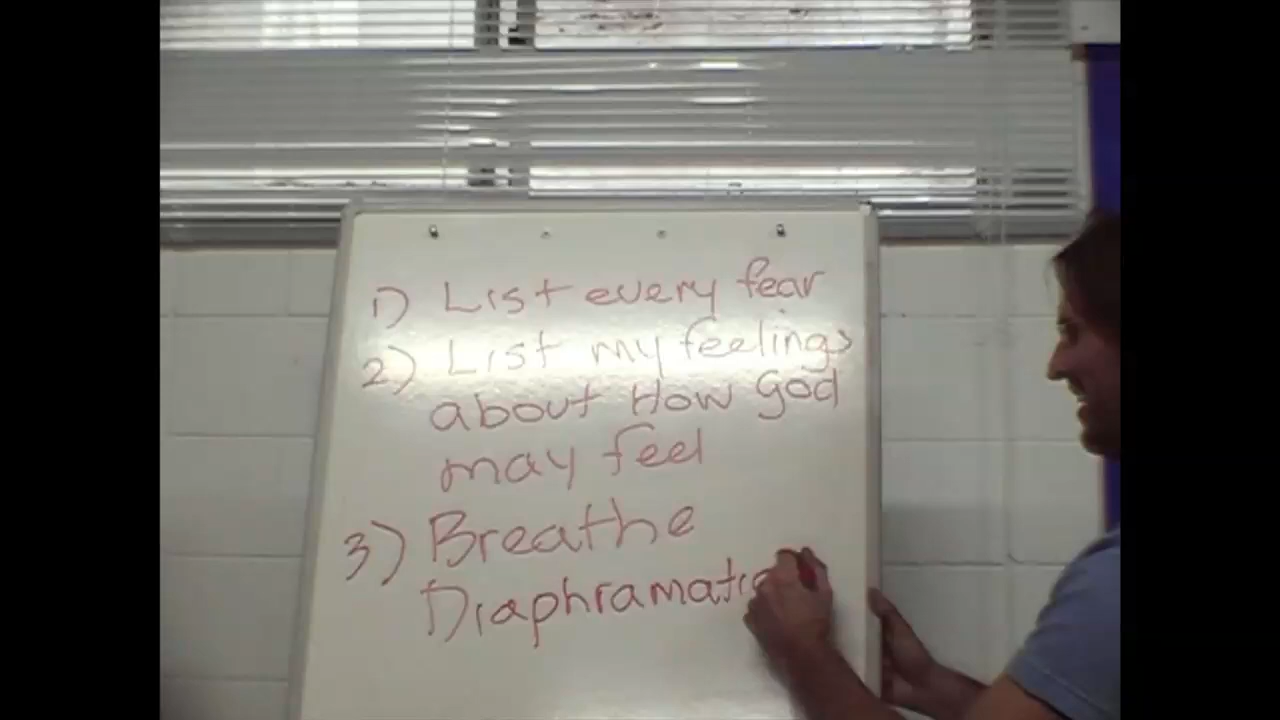 1) List every fear
2) List my feelings
about How God
may feel
3) Breathe
Diaphramatic